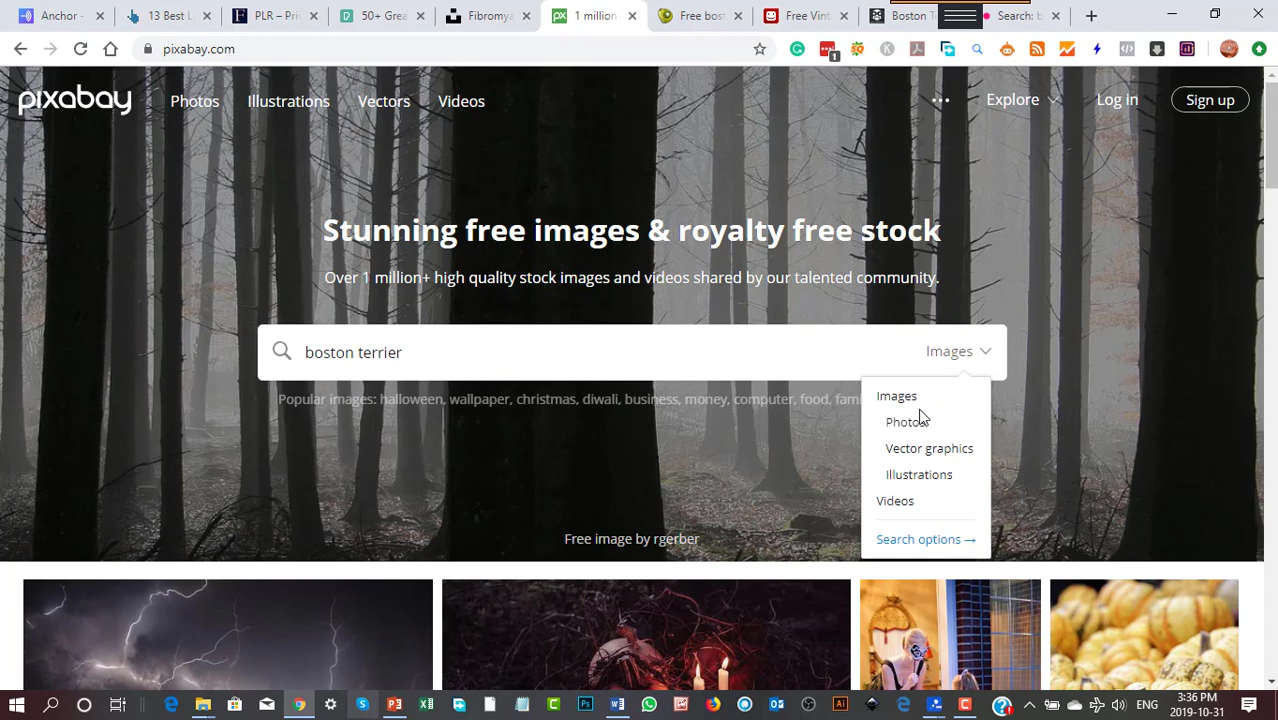 Anchor -
13 Best
PLE – Pri
50+ Grea
Fibromy
1 million
Free bost
Free Vint
Boston T
Search: b
pixabay.com
1
pixabay
Photos
Illustrations
Vectors
Videos
Explore
Log in
Sign up
Stunning free images & royalty free stock
Over 1 million+ high quality stock images and videos shared by our talented community.
boston terrier
Images
Popular images: halloween, wallpaper, christmas, diwali, business, money, computer, food, fami
Images
Photos
Vector graphics
Illustrations
Videos
Search options →
Free image by rgerber
ENG
3:36 PM
2019-10-31